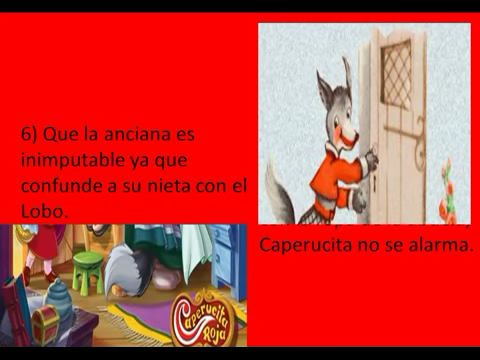 6) Que la anciana es
inimputable ya que
confunde a su nieta con el
Lobo.
Caperucita no se alarma.
Caperucita
Roja